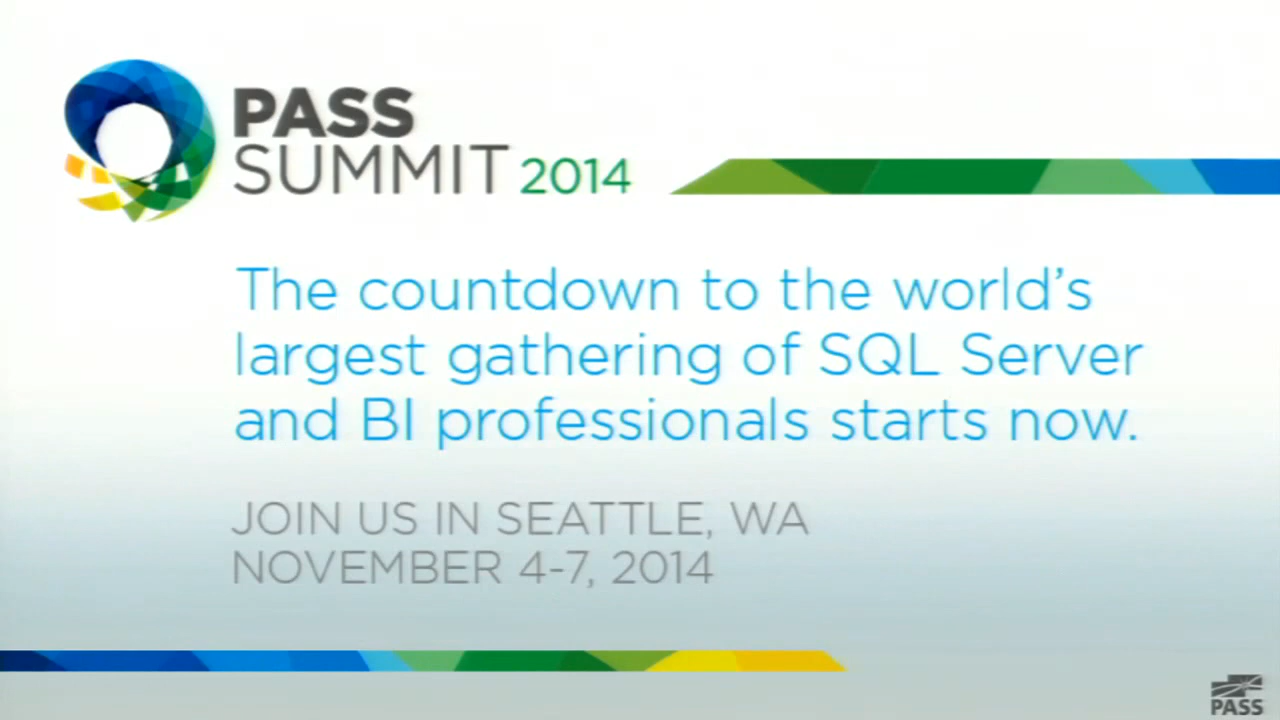 PASS
SUMMIT 2014
The countdown to the world's
largest gathering of SQL Server
and BI professionals starts now.
JOIN US IN SEATTLE, WA
NOVEMBER 4-7, 2014
PASS